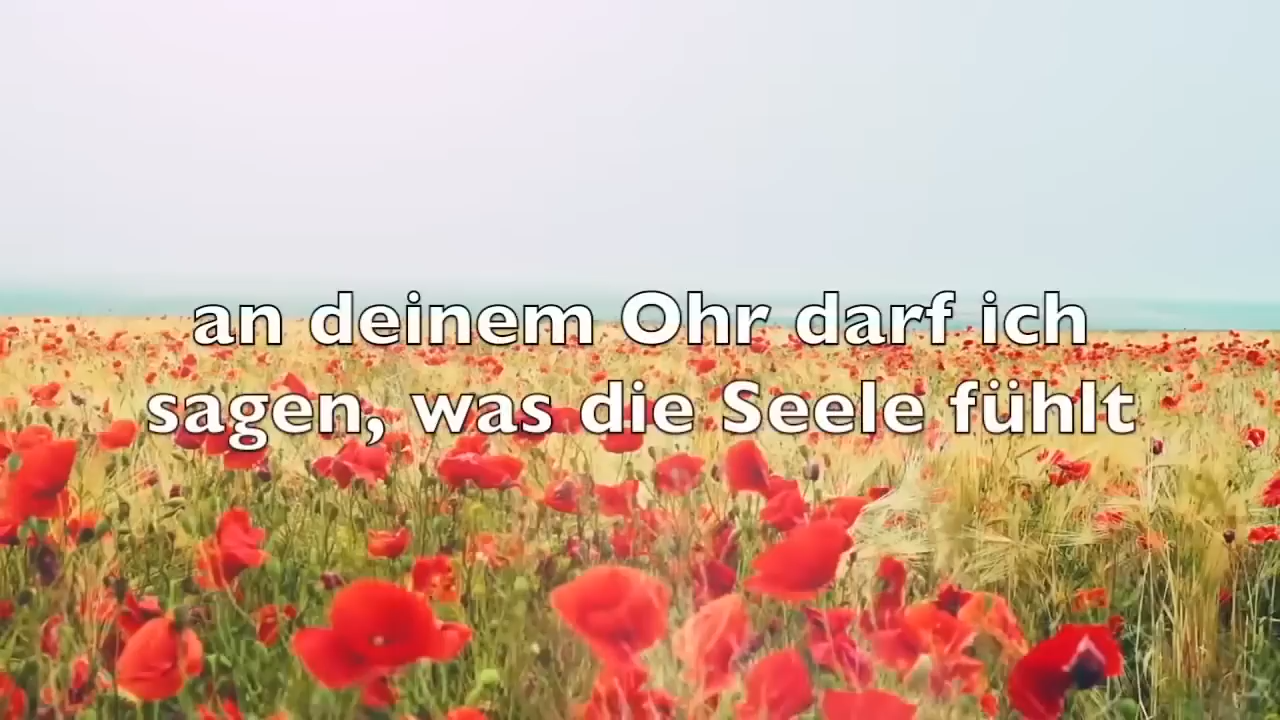 an deinem Ohr darf ich
sagen, was die Seele fühlt